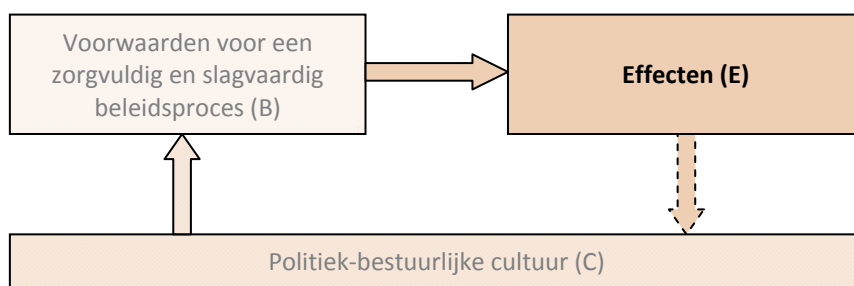 Voorwaarden voor een
zorgvuldig en slagvaardig
beleidsproces (B)
Effecten (E)
Politiek-bestuurlijke cultuur (C)